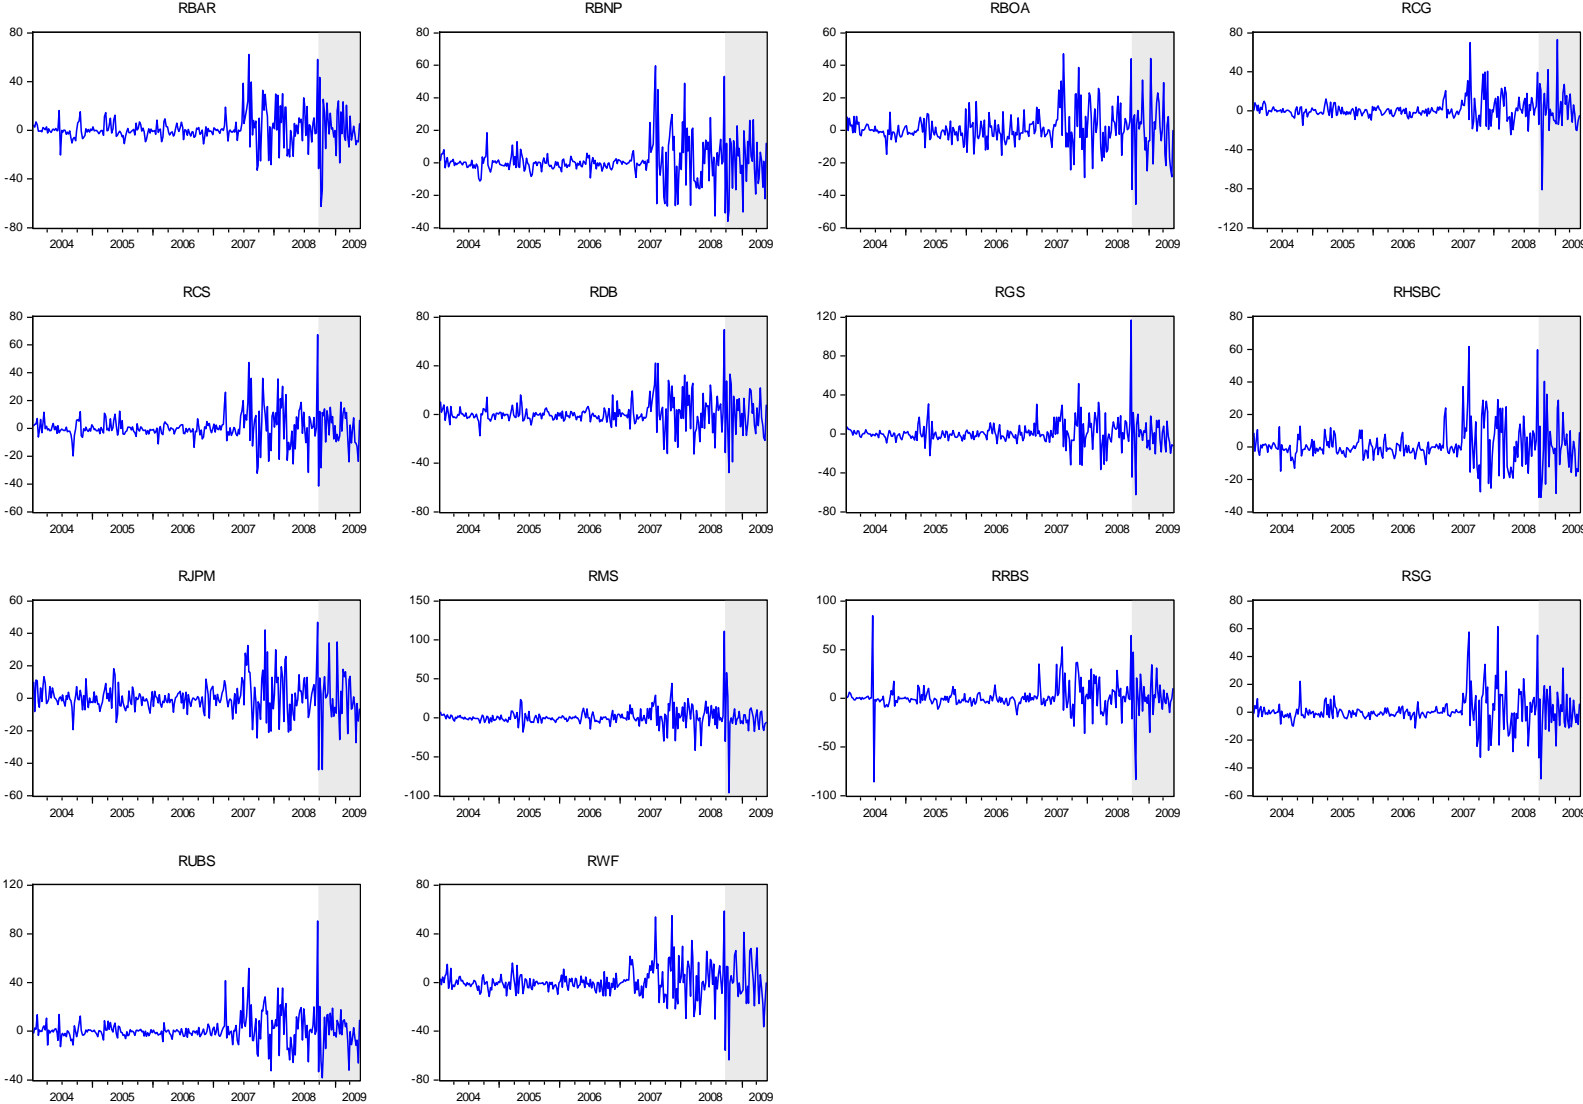 RBAR RBNP RBOA RCG
80 80 60 80
60 40 40
40 40 20 0
0 20 0 -40
0 -20 -80
-40 -20 -40
-80 -40 -60 -120
2004 2005 2006 2007 2008 2009 2004 2005 2006 2007 2008 2009 2004 2005 2006 2007 2008 2009 2004 2005 2006 2007 2008 2009
RCS RDB RGS RHSBC
80 80 120 80
60 80 60
40 40 40 40
20 0 20
0 0 0
-20 -40 -20
-40 -40
-60 -80 -80 -40
2004 2005 2006 2007 2008 2009 2004 2005 2006 2007 2008 2009 2004 2005 2006 2007 2008 2009 2004 2005 2006 2007 2008 2009
RJPM RMS RRBS RSG
60 150 100 80
40 100 50 60
20 50 40
0 0 0 20
-20 -50 0
-40 -50 -20
-40
-60 -100 -100 -60
2004 2005 2006 2007 2008 2009 2004 2005 2006 2007 2008 2009 2004 2005 2006 2007 2008 2009 2004 2005 2006 2007 2008 2009
RUBS RWF
120 80
80 40
40 0
0 -40
-40 -80
2004 2005 2006 2007 2008 2009 2004 2005 2006 2007 2008 2009